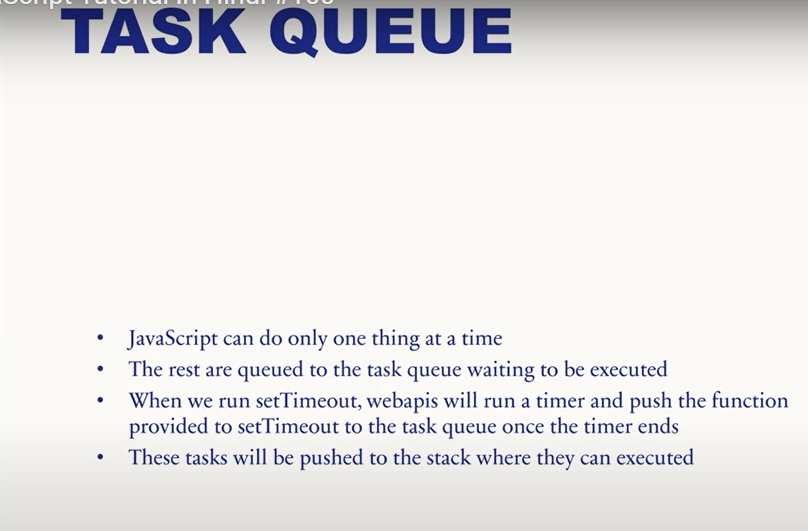 Script Tutorial in Hindi #
TASK QUEUE
• JavaScript can do only one thing at a time
• The rest are queued to the task queue waiting to be executed
• When we run setTimeout, webapis will run a timer and push the function
provided to setTimeout to the task queue once the timer ends
• These tasks will be pushed to the stack where they can executed